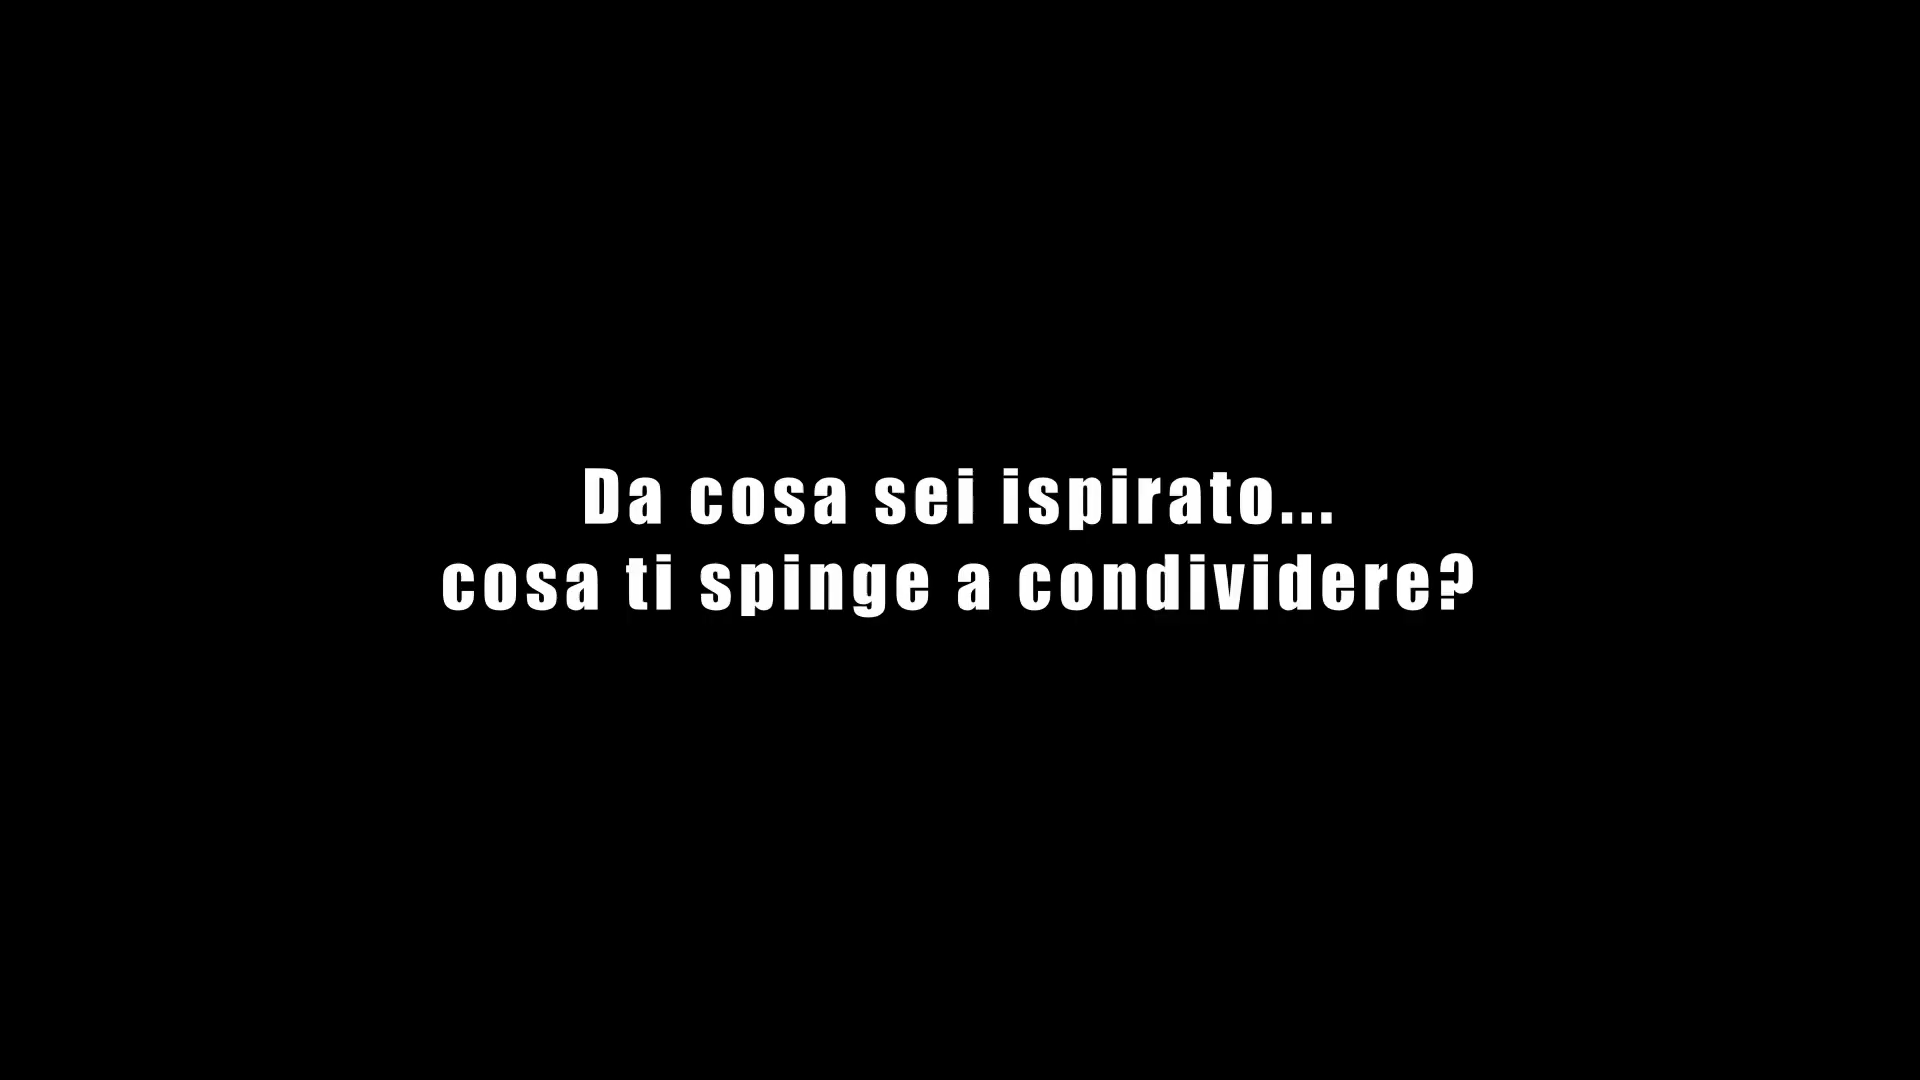 Da cosa sei ispirato...
cosa ti spinge a condividere?